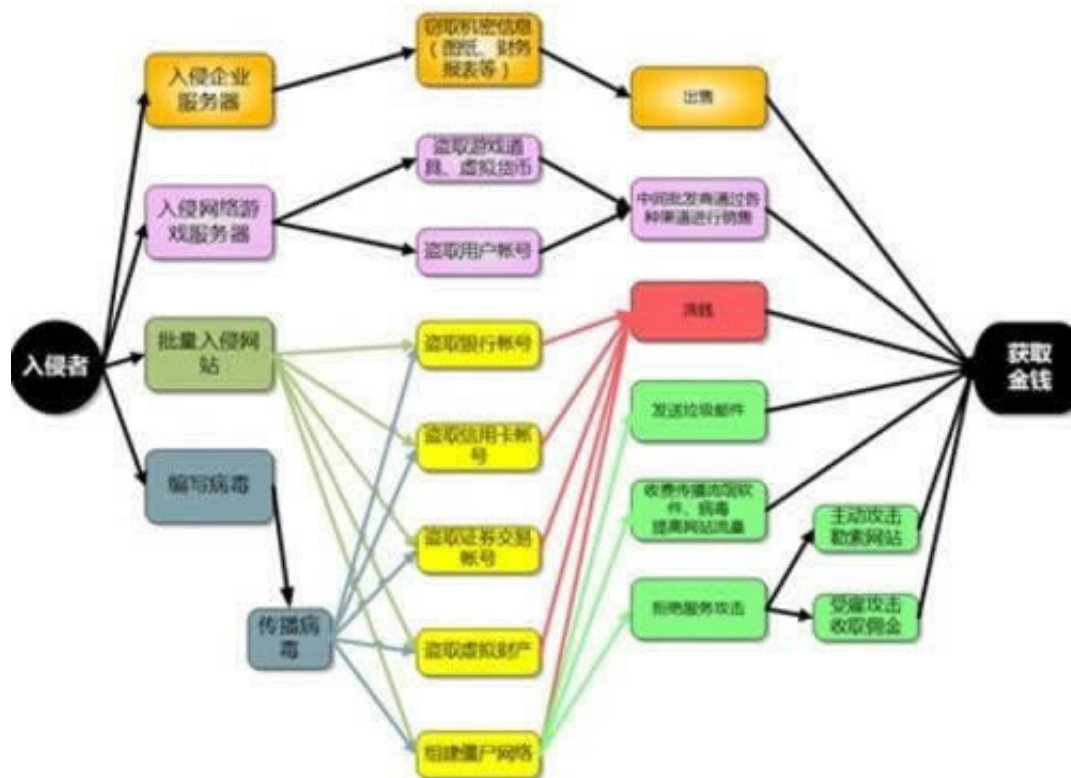 入侵者
入侵企业
服务器
窃取机密信息
（图纸、财务
报表等）
出售
入侵网络游
戏服务器
盗取游戏道
具、虚拟货币
盗取用户帐号
中间批发商通过各
种渠道进行销售
批量入侵网
站
盗取银行帐号
洗钱
编写病毒
盗取信用卡帐
号
发送垃圾邮件
盗取证券交易
帐号
收费传播流氓软
件、病毒
提高网站流量
传播病
毒
盗取虚拟财产
拒绝服务攻击
主动攻击
勒索网站
受雇攻击
收取佣金
组建僵尸网络
获取
金钱